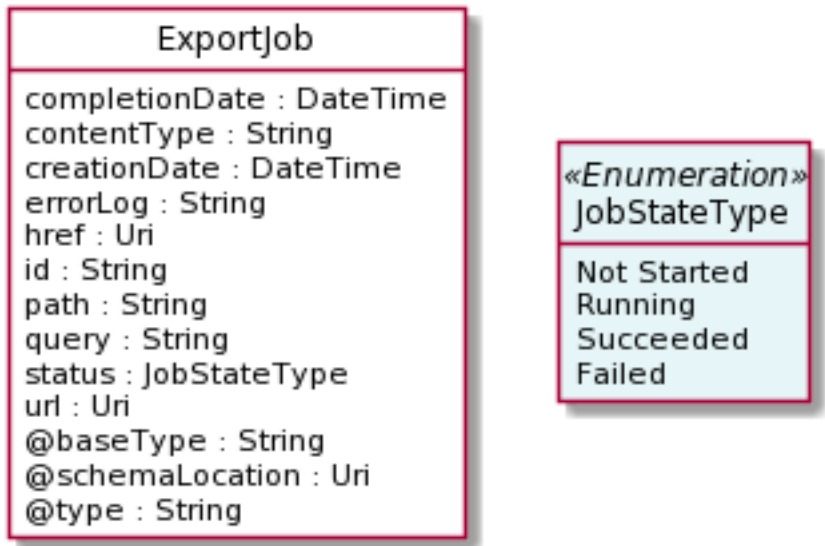 ExportJob
completionDate : DateTime
contentType : String
creationDate : DateTime
errorLog : String
href : Uri
id : String
path : String
query : String
status : JobStateType
url : Uri
@baseType : String
@schemaLocation : Uri
@type : String
«Enumeration»
JobStateType
Not Started
Running
Succeeded
Failed